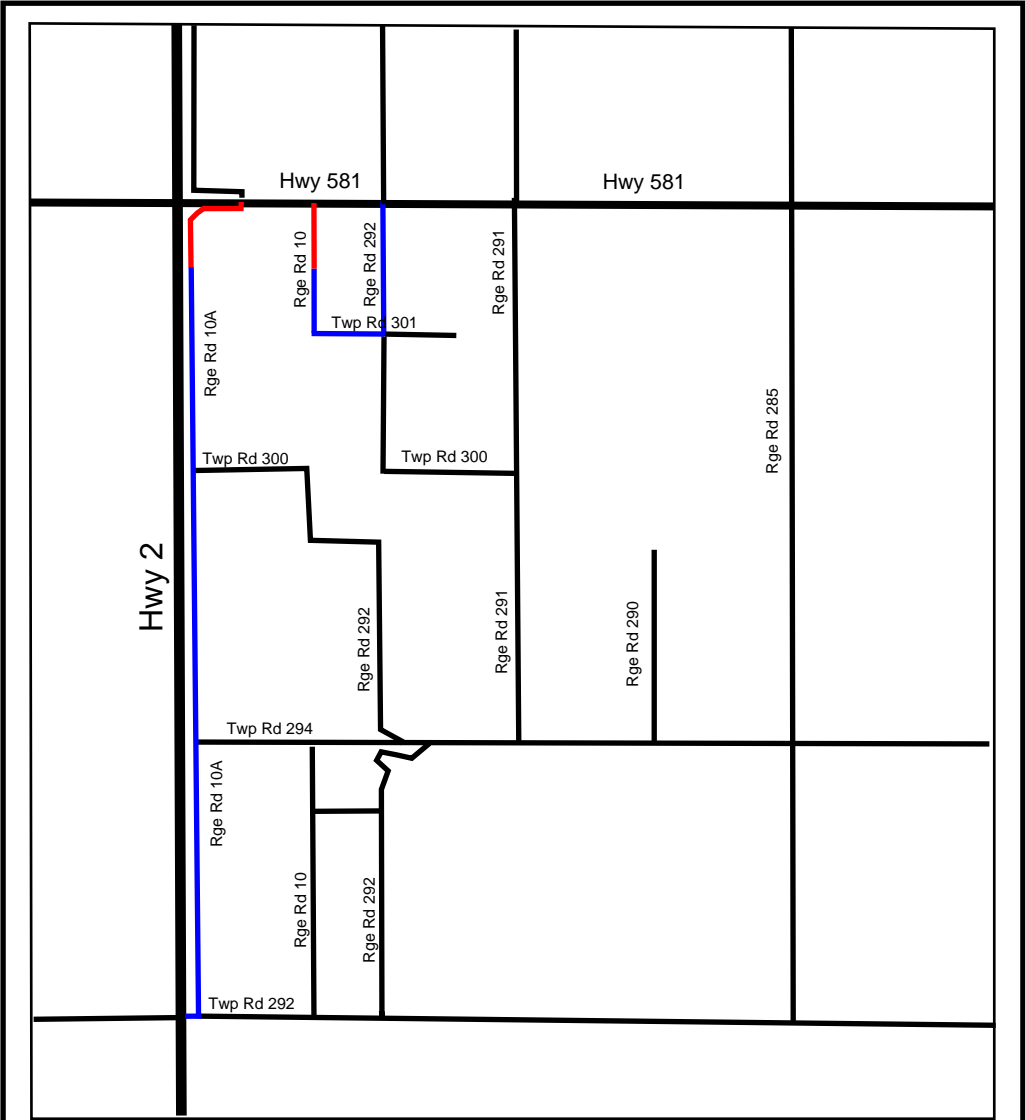 Hwy 581
Hwy 581
Rge Rd 10
Rge Rd 292
Rge Rd 291
Twp Rd 301
Rge Rd 10A
Rge Rd 285
Twp Rd 300
Twp Rd 300
Hwy 2
Rge Rd 292
Rge Rd 291
Rge Rd 290
Twp Rd 294
Rge Rd 10A
Rge Rd 10
Rge Rd 292
Twp Rd 292